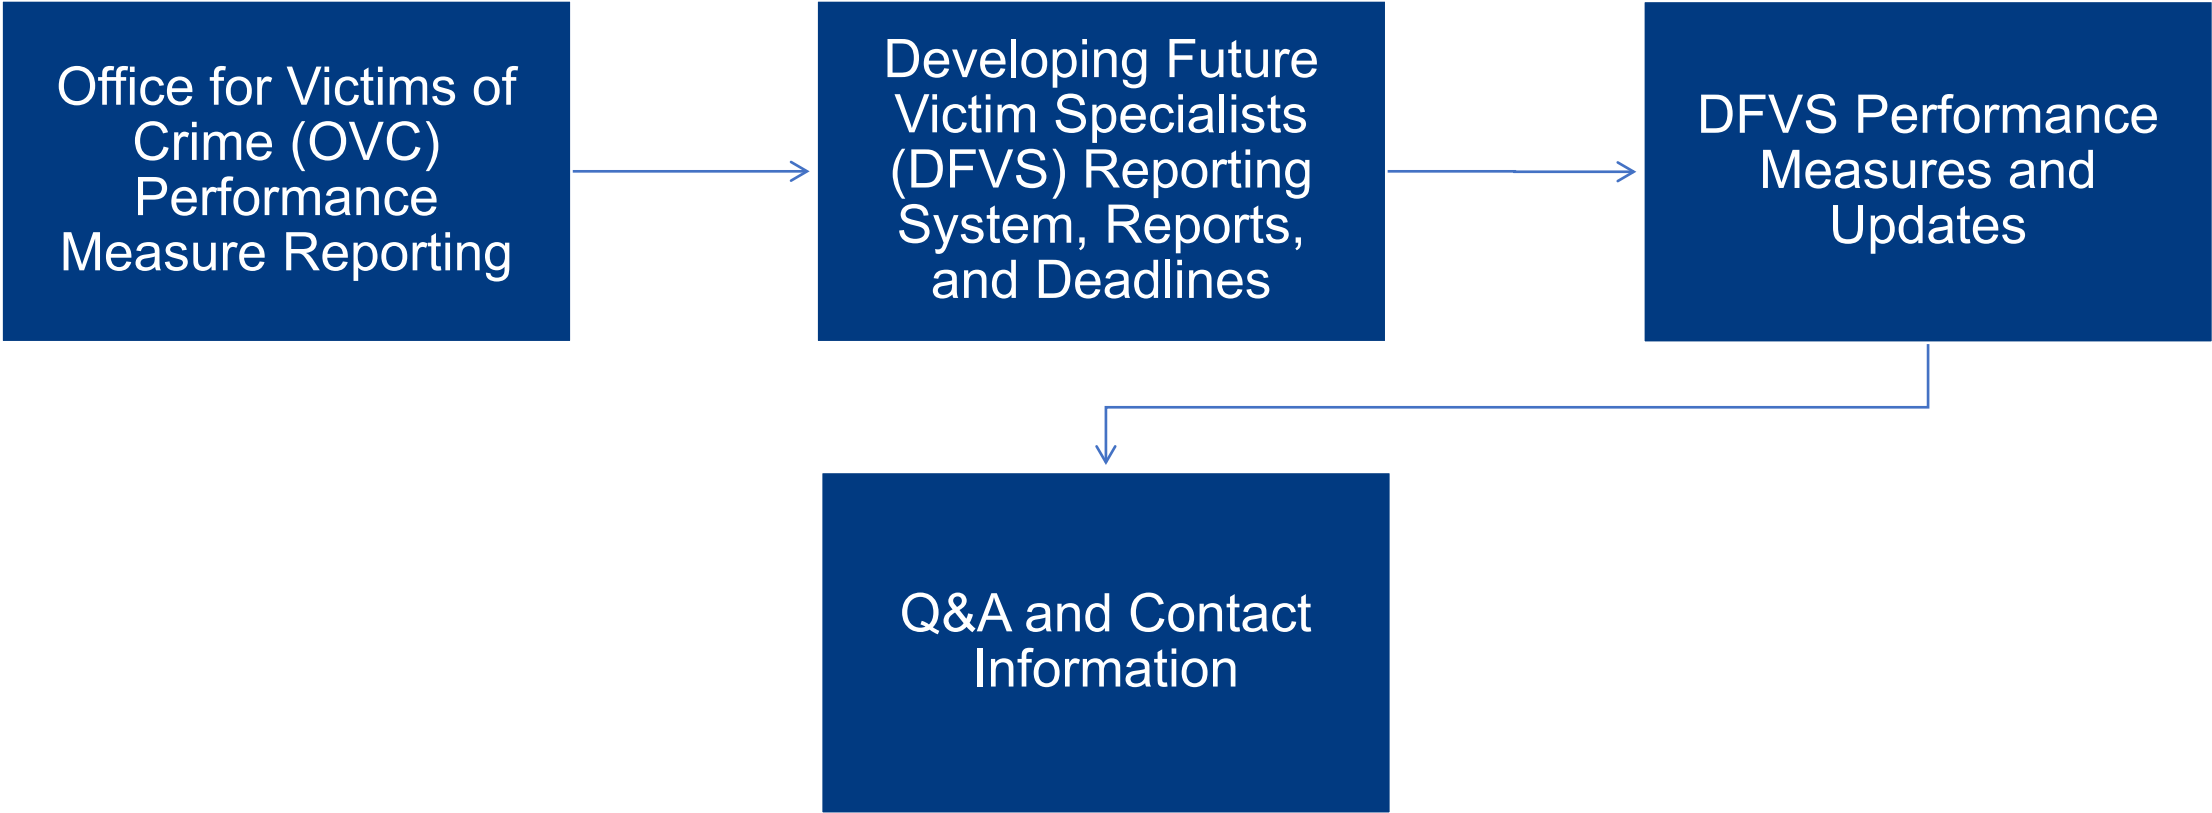 Office for Victims of
Crime (OVC)
Performance
Measure Reporting
Developing Future
Victim Specialists
(DFVS) Reporting
System, Reports,
and Deadlines
DFVS Performance
Measures and
Updates
Q&A and Contact
Information